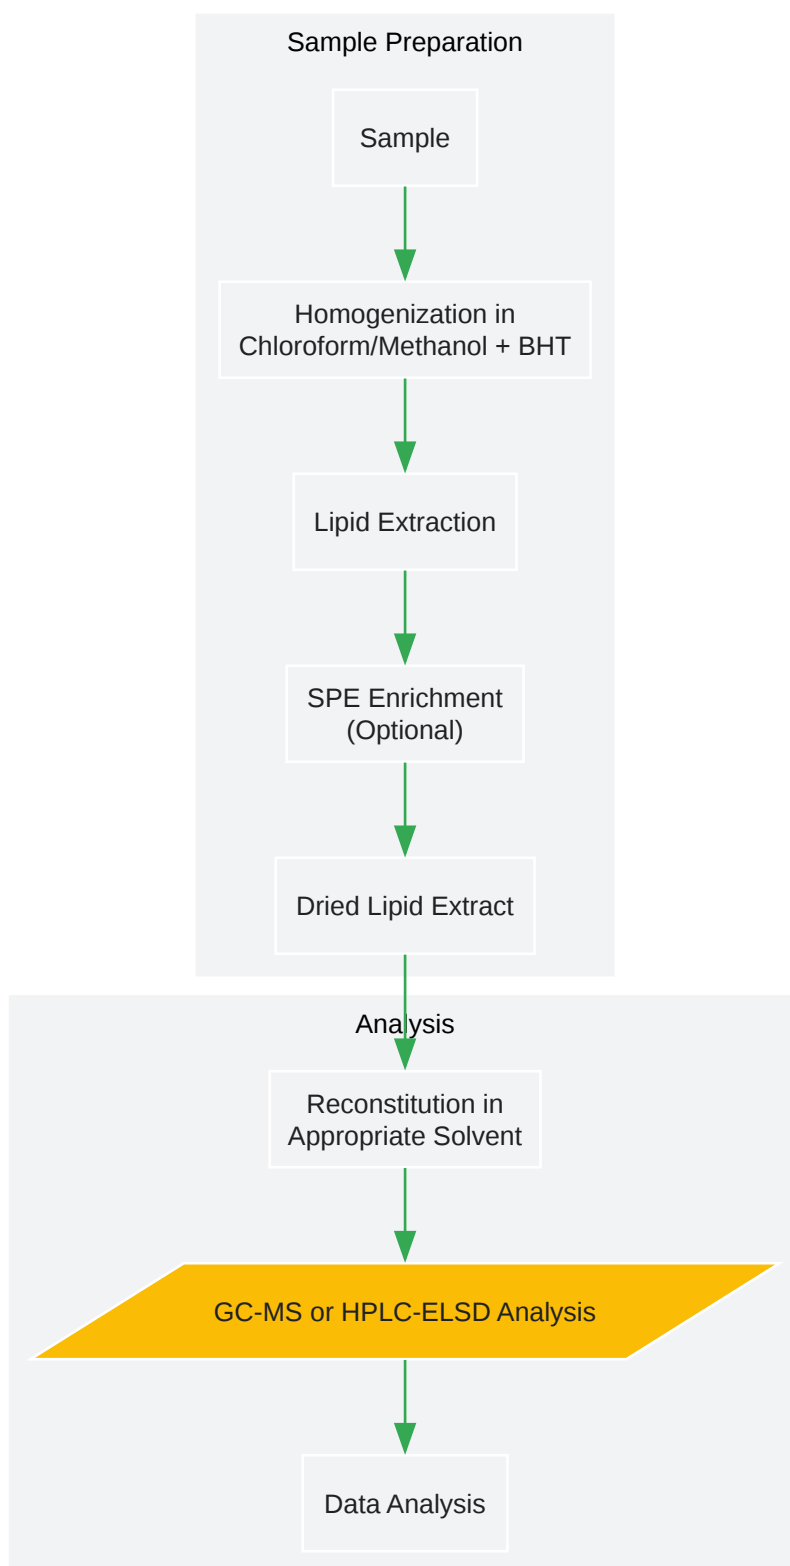 Sample Preparation
Sample
Homogenization in
Chloroform/Methanol + BHT
Lipid Extraction
SPE Enrichment
(Optional)
Dried Lipid Extract
Analysis
Reconstitution in
Appropriate Solvent
GC-MS or HPLC-ELSD Analysis
Data Analysis